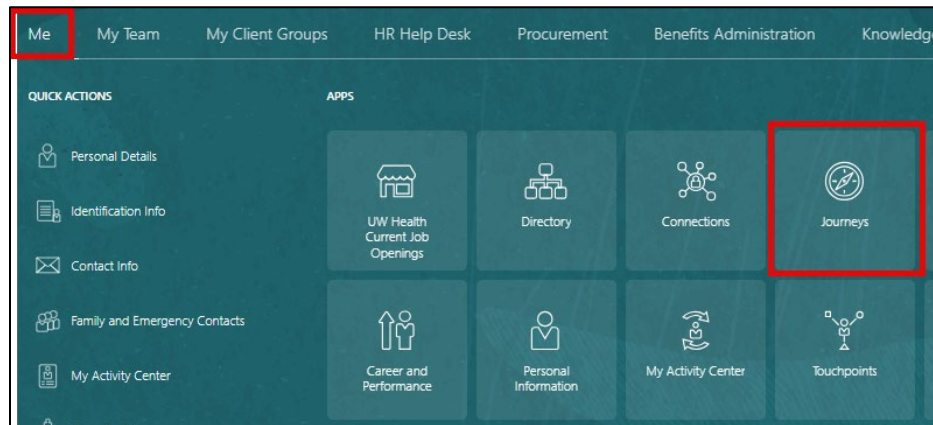 Me My Team My Client Groups HR Help Desk Procurement Benefits Administration
QUICK ACTIONS
APPS
Personal Details
Identification Info
Contact Info
Family and Emergency Contacts
My Activity Center
UW Health
Current Job
Openings
Directory
Connections
Journeys
Career and
Performance
Personal
Information
My Activity Center
Touchpoints